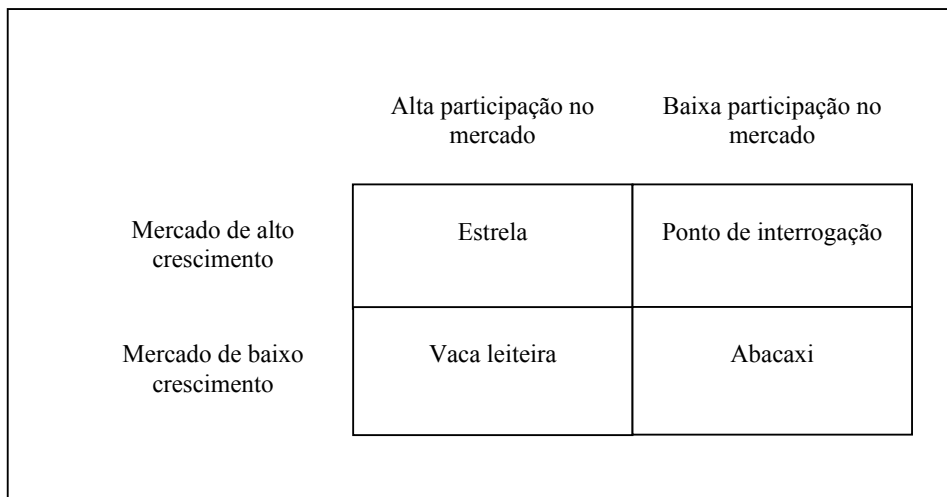 Alta participação no
mercado
Baixa participação no
mercado
Mercado de alto
crescimento
Estrela
Ponto de interrogação
Mercado de baixo
crescimento
Vaca leiteira
Abacaxi